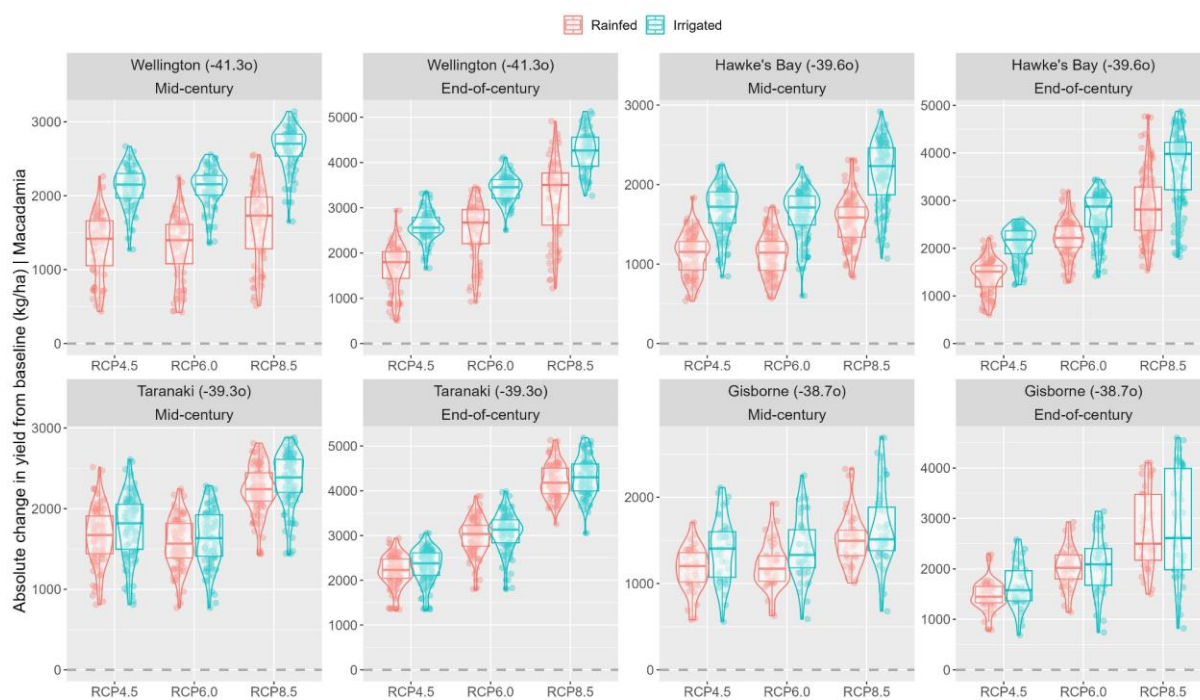 Rainfed Irrigated
Absolute change in yield from baseline (kg/ha) | Macadamia
Wellington (-41.3o)
Mid-century
3000
2000
1000
0
RCP4.5 RCP6.0 RCP8.5
Wellington (-41.3o)
End-of-century
5000
4000
3000
2000
1000
0
RCP4.5 RCP6.0 RCP8.5
Hawke's Bay (-39.6o)
Mid-century
3000
2000
1000
0
RCP4.5 RCP6.0 RCP8.5
Hawke's Bay (-39.6o)
End-of-century
5000
4000
3000
2000
1000
0
RCP4.5 RCP6.0 RCP8.5
Taranaki (-39.3o)
Mid-century
3000
2000
1000
0
RCP4.5 RCP6.0 RCP8.5
Taranaki (-39.3o)
End-of-century
5000
4000
3000
2000
1000
0
RCP4.5 RCP6.0 RCP8.5
Gisborne (-38.7o)
Mid-century
2000
1000
0
RCP4.5 RCP6.0 RCP8.5
Gisborne (-38.7o)
End-of-century
4000
3000
2000
1000
0
RCP4.5 RCP6.0 RCP8.5